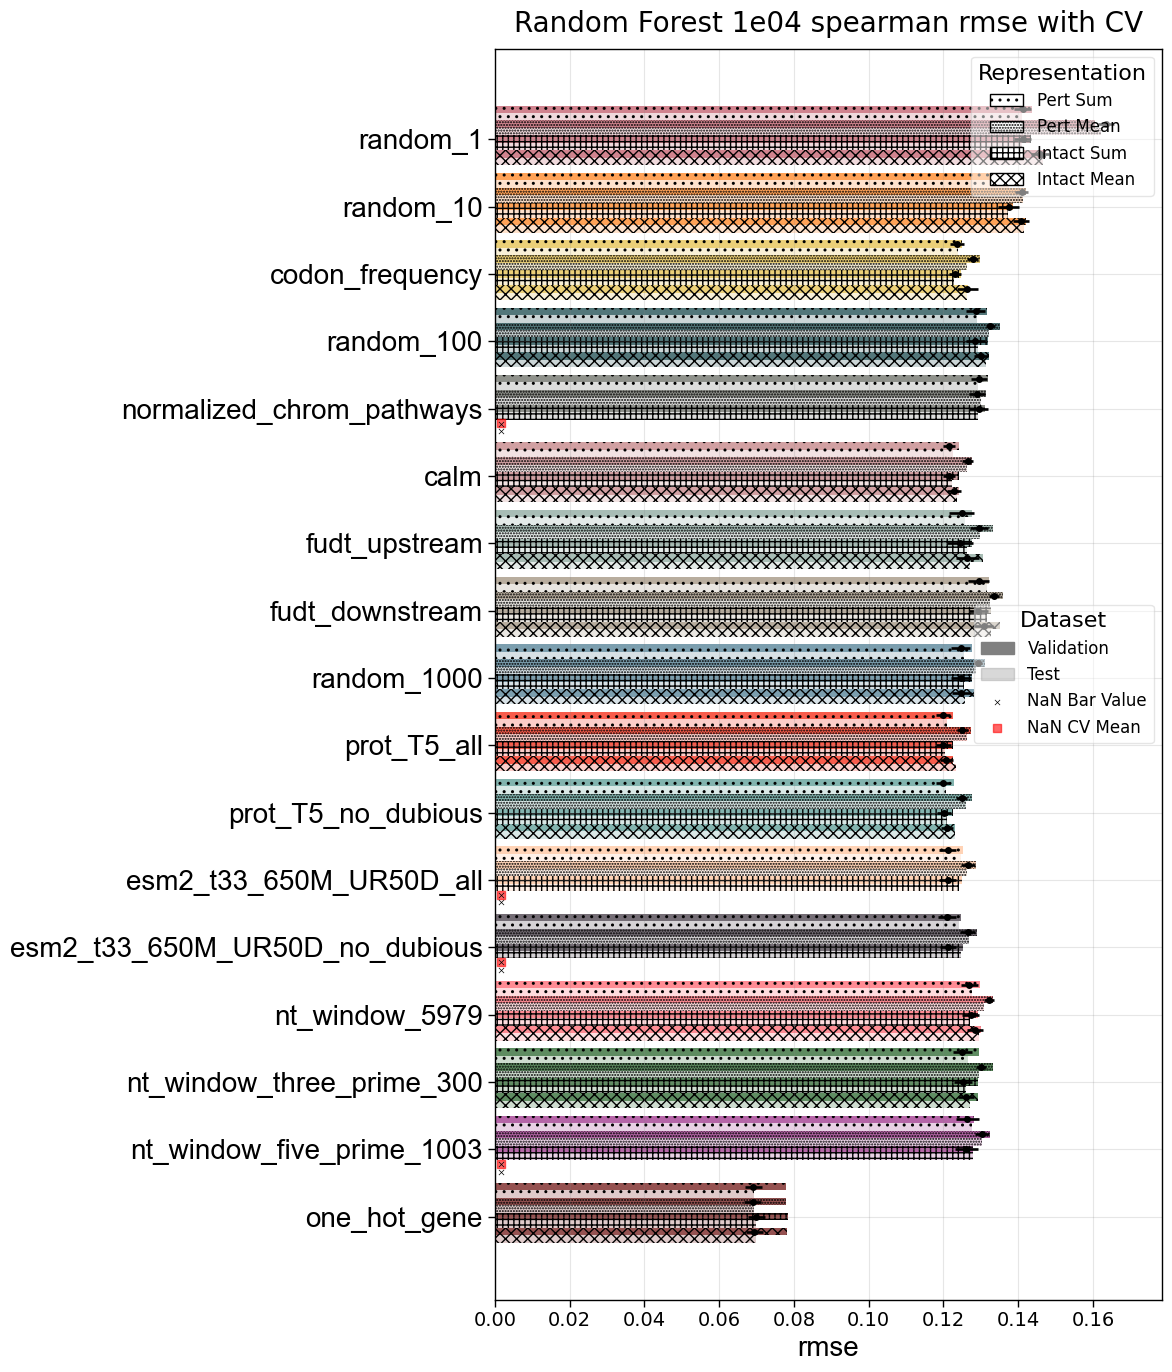 Random Forest 1e04 spearman rmse with CV
Representation
Pert Sum
Pert Mean
Intact Sum
Intact Mean
random_1
random_10
codon_frequency
random_100
normalized_chrom_pathways
calm
fudt_upstream
fudt_downstream
Dataset
Validation
Test
NaN Bar Value
NaN CV Mean
random_1000
prot_T5_all
prot_T5_no_dubious
esm2_t33_650M_UR50D_all
esm2_t33_650M_UR50D_no_dubious
nt_window_5979
nt_window_three_prime_300
nt_window_five_prime_1003
one_hot_gene
0.00 0.02 0.04 0.06 0.08 0.10 0.12 0.14 0.16
rmse